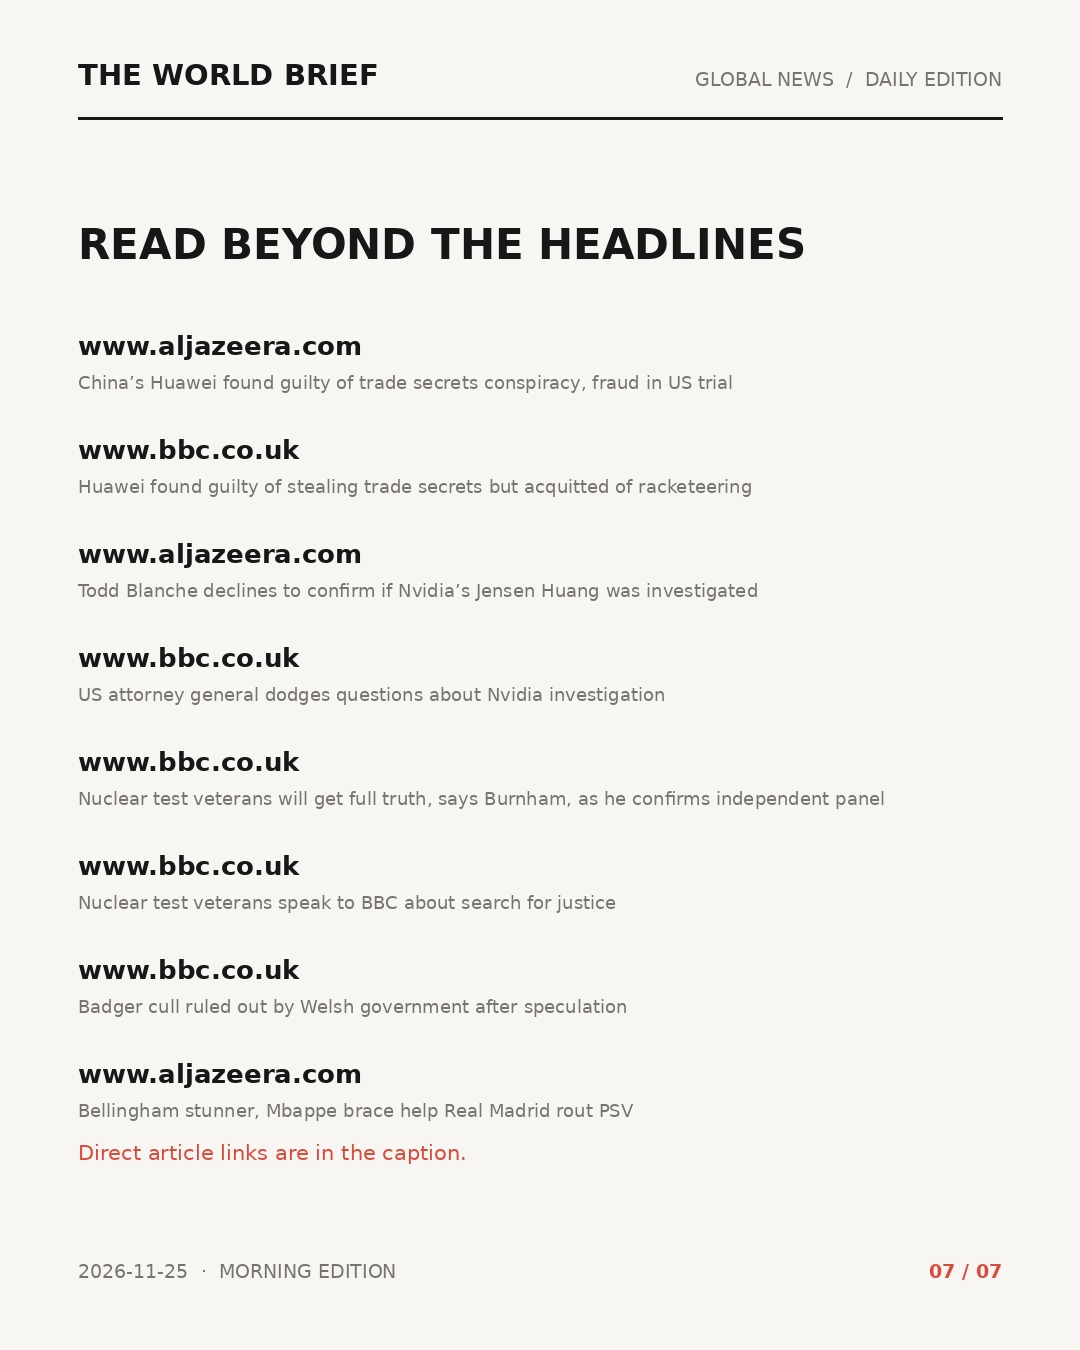 THE WORLD BRIEF
GLOBAL NEWS / DAILY EDITION
READ BEYOND THE HEADLINES
www.aljazeera.com
China’s Huawei found guilty of trade secrets conspiracy, fraud in US trial
www.bbc.co.uk
Huawei found guilty of stealing trade secrets but acquitted of racketeering
www.aljazeera.com
Todd Blanche declines to confirm if Nvidia’s Jensen Huang was investigated
www.bbc.co.uk
US attorney general dodges questions about Nvidia investigation
www.bbc.co.uk
Nuclear test veterans will get full truth, says Burnham, as he confirms independent panel
www.bbc.co.uk
Nuclear test veterans speak to BBC about search for justice
www.bbc.co.uk
Badger cull ruled out by Welsh government after speculation
www.aljazeera.com
Bellingham stunner, Mbappe brace help Real Madrid rout PSV
Direct article links are in the caption.
2026-11-25 · MORNING EDITION
07 / 07